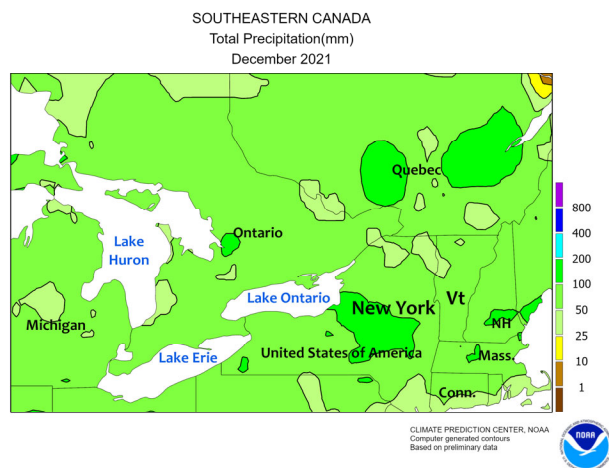 SOUTHEASTERN CANADA
Total Precipitation(mm)
December 2021
Quebec
Ontario
Lake
Huron
Lake Ontario
New York
Vt
NH
Michigan
Lake Erie
United States of America
Mass.
Conn.
800
400
200
100
50
25
10
1
CLIMATE PREDICTION CENTER, NOAA
Computer generated contours
Based on preliminary data
NOAA